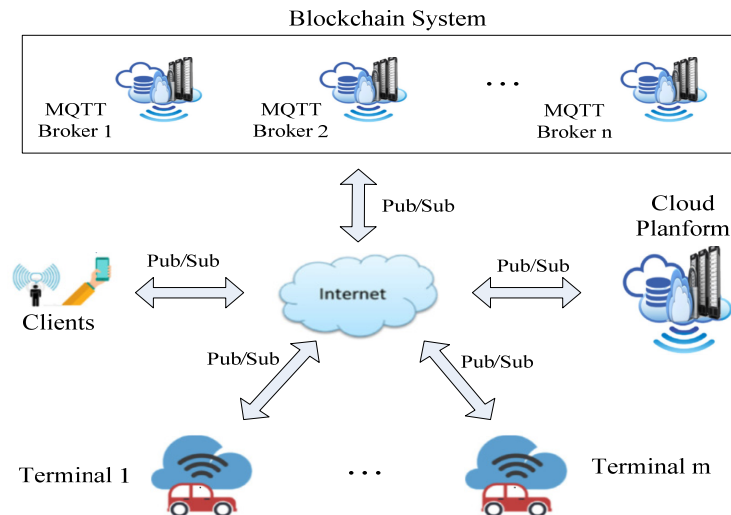 Blockchain System
...
MQTT
Broker 1
MQTT
Broker 2
MQTT
Broker n
Pub/Sub
Cloud
Planform
Pub/Sub
Pub/Sub
Internet
Clients
Pub/Sub
Pub/Sub
Terminal 1
...
Terminal m